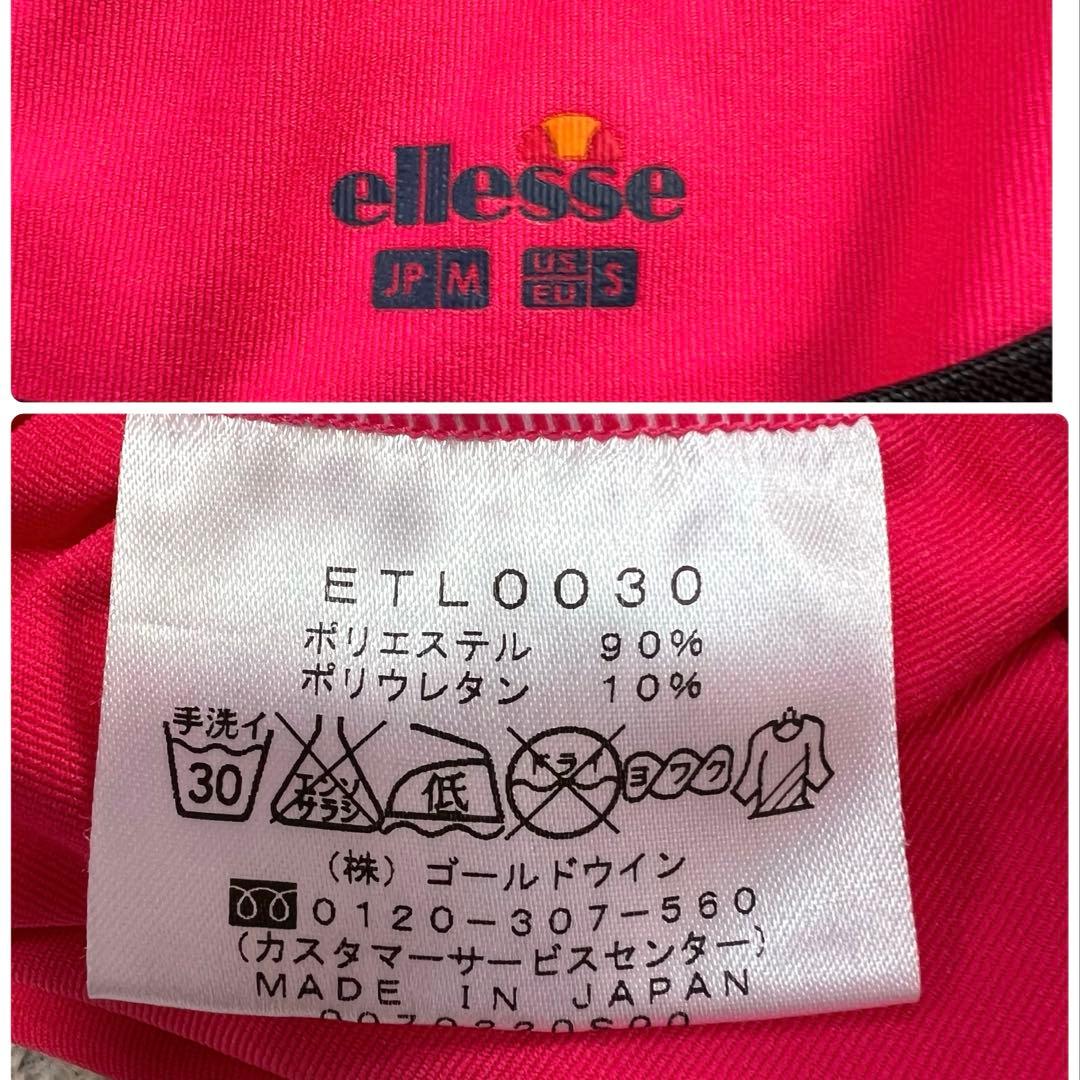 ellesse
JP M US EU S
ETL0030
ポリエステル 90%
ポリウレタン 10%
手洗イ
30 エンソ サラシ 低 ドライ ヨワク
(株) ゴールドウイン
0120-307-560
(カスタマーサービスセンター)
MADE IN JAPAN